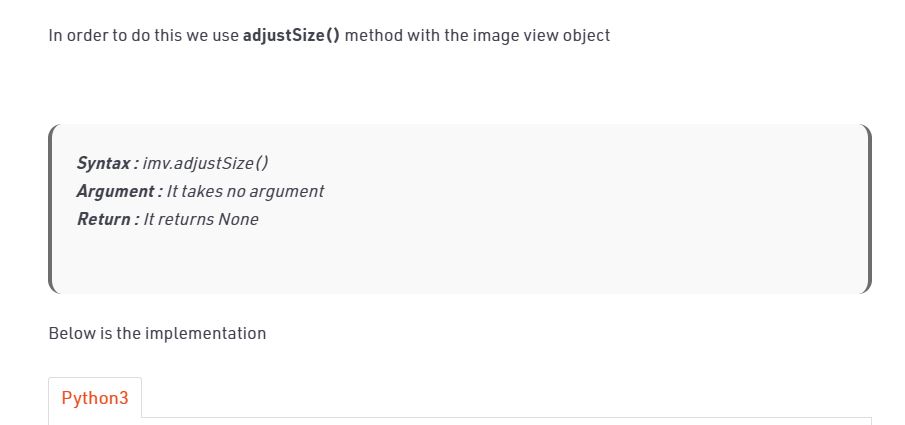 In order to do this we use adjustSize() method with the image view object
Syntax : imv.adjustSize()
Argument : It takes no argument
Return : It returns None
Below is the implementation
Python3